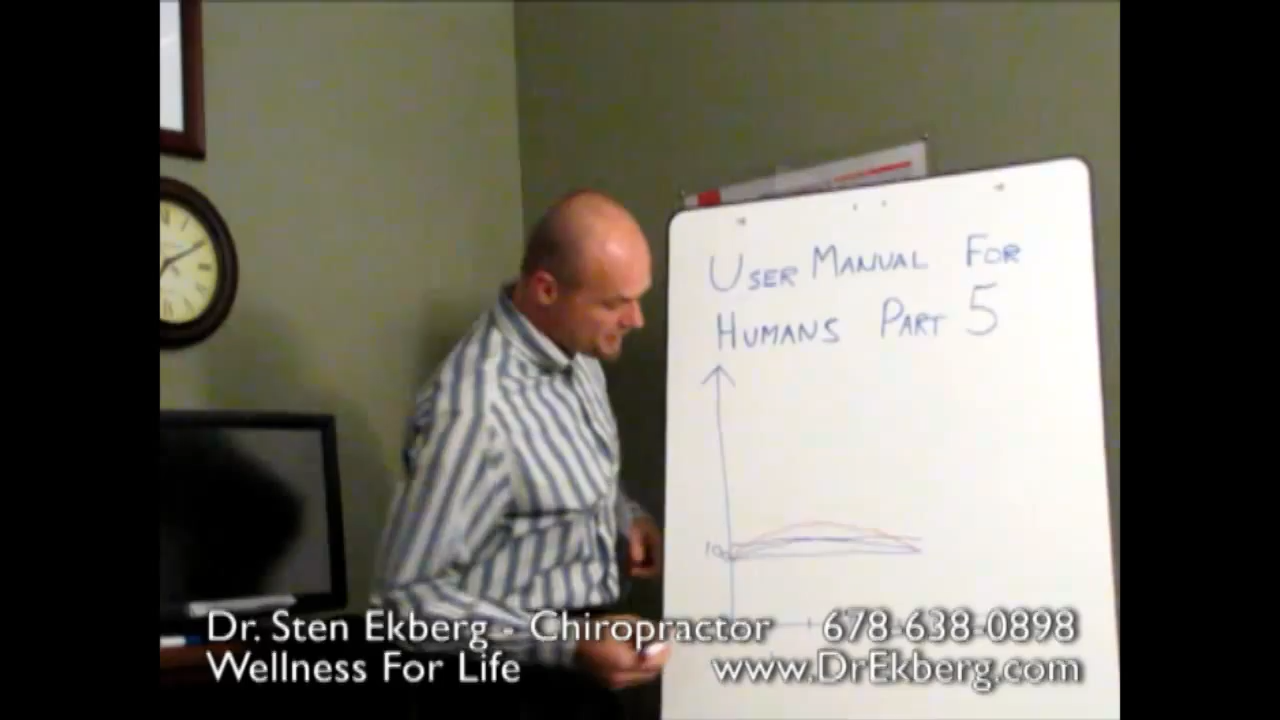 USER MANUAL FOR
HUMANS PART 5
Dr. Sten Ekberg - Chiropractor 678-638-0898
Wellness For Life www.DrEkberg.com